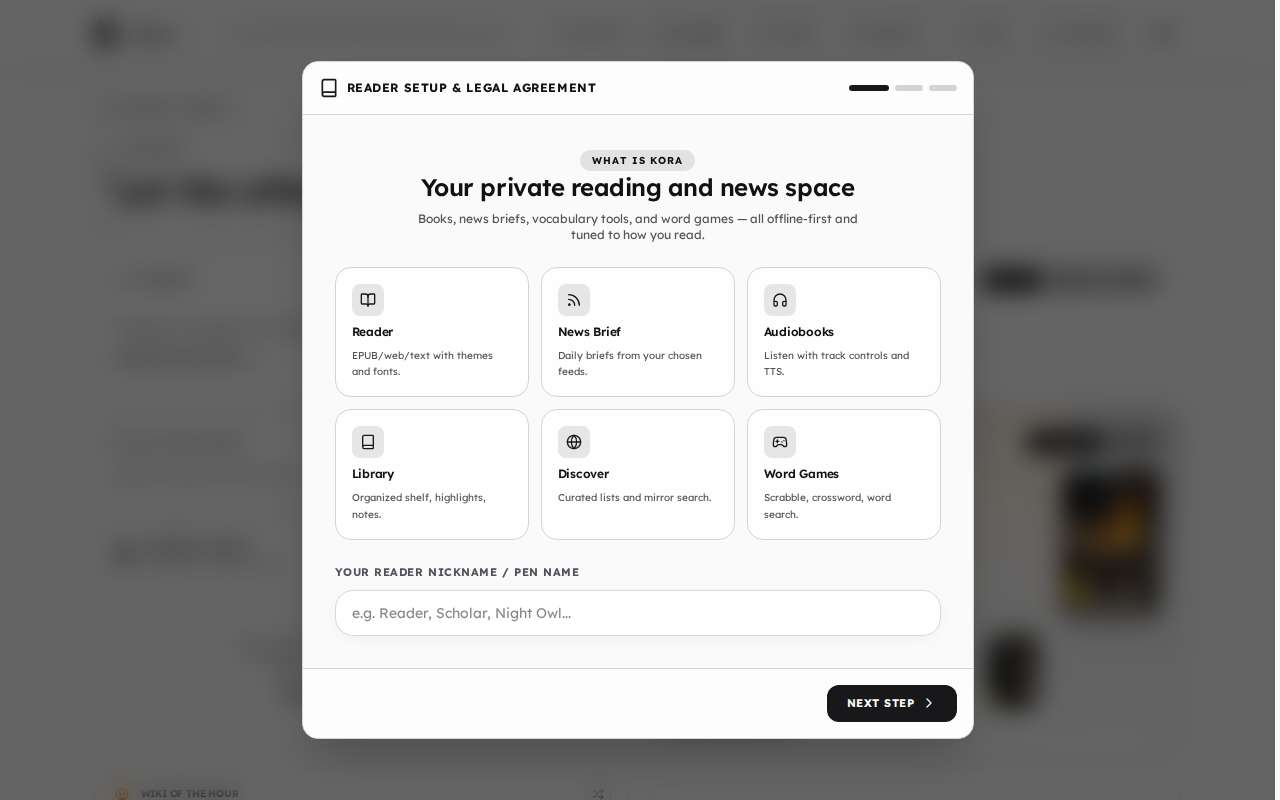 READER SETUP & LEGAL AGREEMENT
WHAT IS KORA
Your private reading and news space
Books, news briefs, vocabulary tools, and word games — all offline-first and
tuned to how you read.
Reader
EPUB/web/text with themes
and fonts.
News Brief
Daily briefs from your chosen
feeds.
Audiobooks
Listen with track controls and
TTS.
Library
Organized shelf, highlights,
notes.
Discover
Curated lists and mirror search.
Word Games
Scrabble, crossword, word
search.
YOUR READER NICKNAME / PEN NAME
e.g. Reader, Scholar, Night Owl...
NEXT STEP
WIKI OF THE HOUR